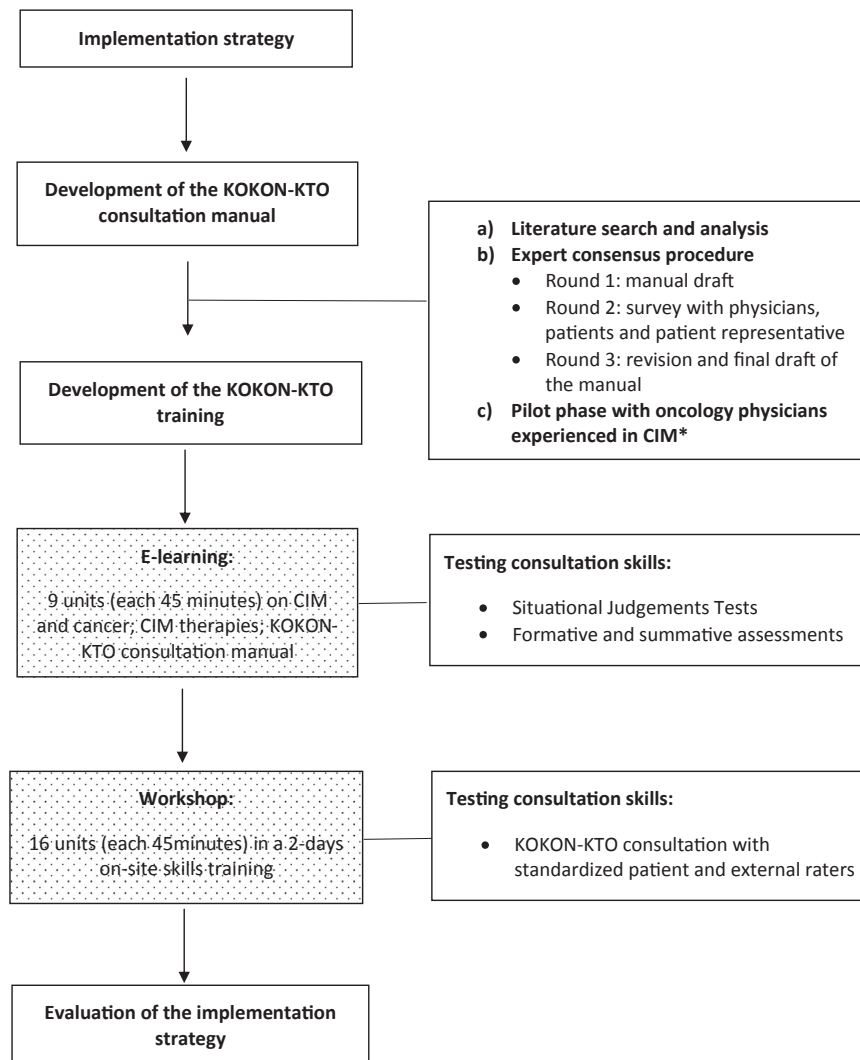 Implementation strategy
Development of the KOKON-KTO
consultation manual
a) Literature search and analysis
b) Expert consensus procedure
• Round 1: manual draft
• Round 2: survey with physicians,
patients and patient representative
• Round 3: revision and final draft of
the manual
c) Pilot phase with oncology physicians
experienced in CIM*
Development of the KOKON-KTO
training
E-learning:
9 units (each 45 minutes) on CIM
and cancer; CIM therapies; KOKON-
KTO consultation manual
Testing consultation skills:
• Situational Judgements Tests
• Formative and summative assessments
Workshop:
16 units (each 45minutes) in a 2-days
on-site skills training
Testing consultation skills:
• KOKON-KTO consultation with
standardized patient and external raters
Evaluation of the implementation
strategy